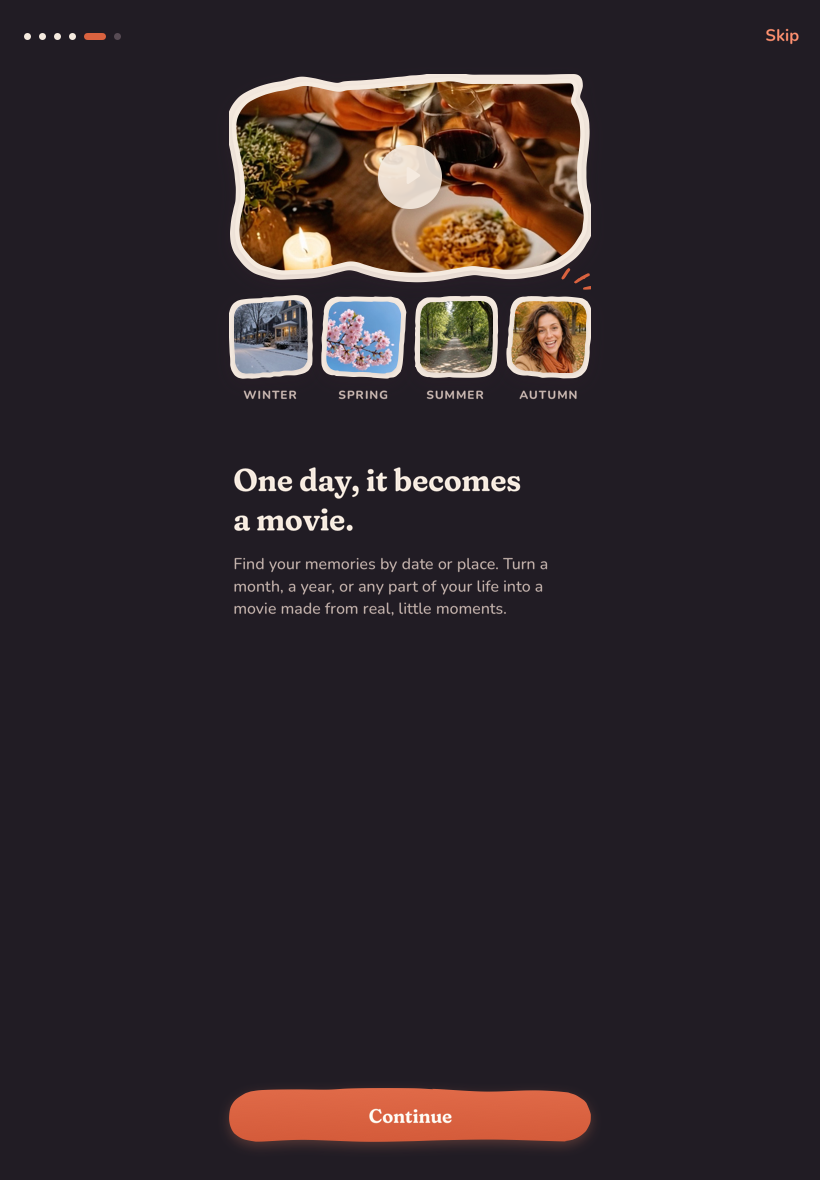 Skip
WINTER
SPRING
SUMMER
AUTUMN
One day, it becomes
a movie.
Find your memories by date or place. Turn a
month, a year, or any part of your life into a
movie made from real, little moments.
Continue